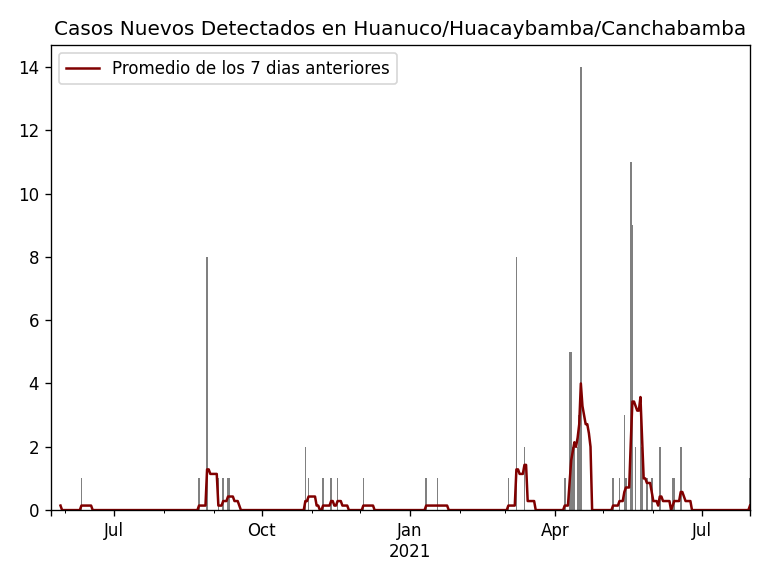 Casos Nuevos Detectados en Huanuco/Huacaybamba/Canchabamba
Promedio de los 7 dias anteriores
14
12
10
8
6
4
2
0
Jul
Oct
Jan
Apr
Jul
2021